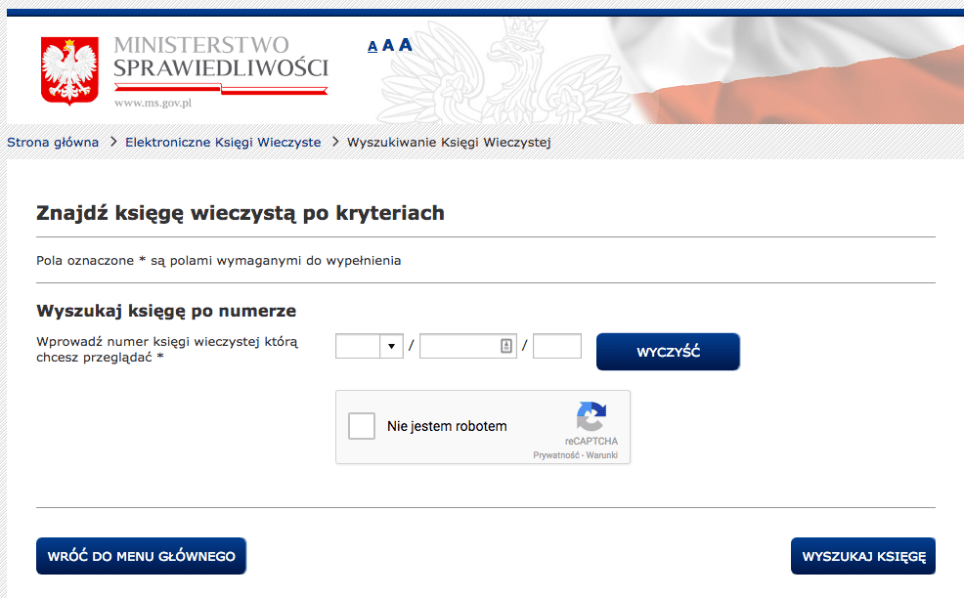 MINISTERSTWO
SPRAWIEDLIWOŚCI
www.ms.gov.pl
A A A
Strona główna > Elektroniczne Księgi Wieczyste > Wyszukiwanie Księgi Wieczystej
Znajdź księgę wieczystą po kryteriach
Pola oznaczone * są polami wymaganymi do wypełnienia
Wyszukaj księgę po numerze
Wprowadź numer księgi wieczystej którą
chcesz przeglądać *
/ /
WYCZYŚĆ
Nie jestem robotem
reCAPTCHA
Prywatność - Warunki
WRÓĆ DO MENU GŁÓWNEGO
WYSZUKAJ KSIĘGĘ